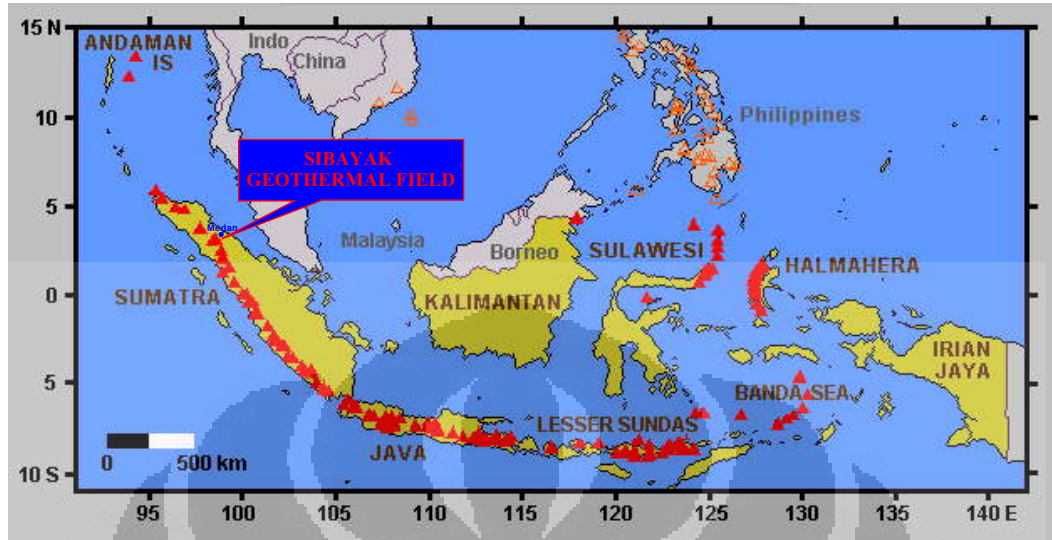 15 N
ANDAMAN
IS
Indo
China
10
Philippines
SIBAYAK
GEOTHERMAL FIELD
5
Medan
Malaysia
Borneo
SULAWESI
HALMAHERA
SUMATRA
KALIMANTAN
0
IRIAN
JAYA
5
BANDA SEA
LESSER SUNDAS
JAVA
0 500 km
10 S
95 100 105 110 115 120 125 130 135 140 E